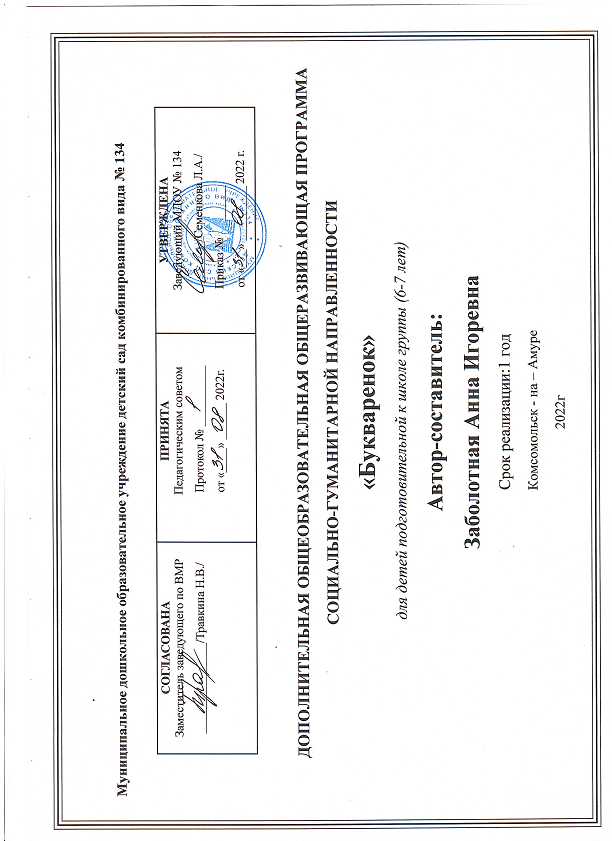 Муниципальное дошкольное образовательное учреждение детский сад комбинированного вида № 134
СОГЛАСОВАНА
Заместитель заведующего по ВМР
/Травкина Н.В./
ПРИНЯТА
Педагогическим советом
Протокол № 1
от «31» 08 2022г.
УТВЕРЖДЕНА
Заведующий МДОУ № 134
Семенкова Л.А./
Приказ №
от «31» 08 2022 г.
ДОПОЛНИТЕЛЬНАЯ ОБЩЕОБРАЗОВАТЕЛЬНАЯ ОБЩЕРАЗВИВАЮЩАЯ ПРОГРАММА
СОЦИАЛЬНО-ГУМАНИТАРНОЙ НАПРАВЛЕННОСТИ
«Букваренок»
для детей подготовительной к школе группы (6-7 лет)
Автор-составитель:
Заболотная Анна Игоревна
Срок реализации:1 год
Комсомольск - на – Амуре
2022г